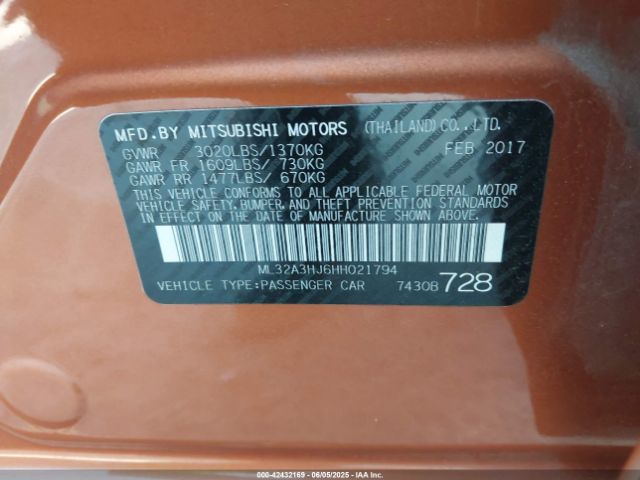 MFD.BY MITSUBISHI MOTORS (THAILAND)CO.,LTD.
GVWR 3020LBS/1370KG FEB 2017
GAWR FR 1609LBS/ 730KG
GAWR RR 1477LBS/ 670KG
THIS VEHICLE CONFORMS TO ALL APPLICABLE FEDERAL MOTOR
VEHICLE SAFETY,BUMPER, AND THEFT PREVENTION STANDARDS
IN EFFECT ON THE DATE OF MANUFACTURE SHOWN ABOVE.
ML32A3HJ6HH021794
VEHICLE TYPE:PASSENGER CAR 7430B 728
000-42432169 - 06/05/2025 - IAA Inc.